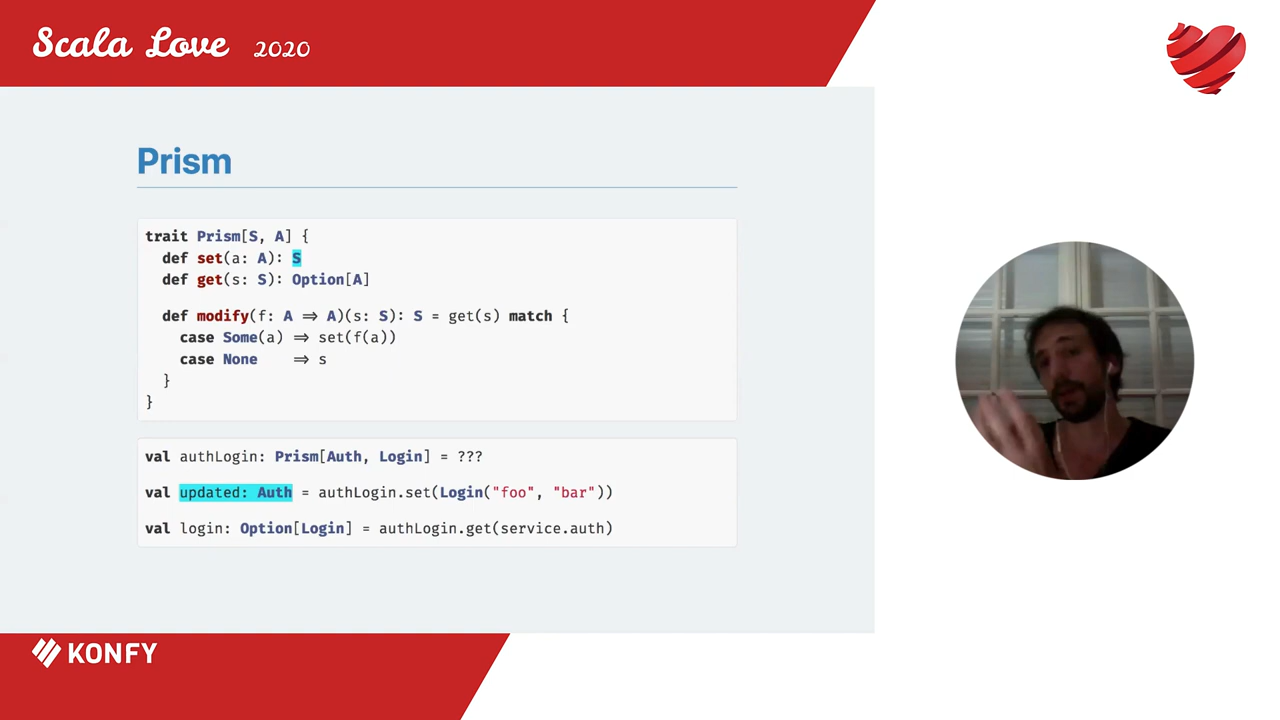 Scala Love 2020
Prism
trait Prism[S, A] {
  def set(a: A): S
  def get(s: S): Option[A]
  def modify(f: A ⇒ A)(s: S): S = get(s) match {
    case Some(a) ⇒ set(f(a))
    case None    ⇒ s
  }
}
val authLogin: Prism[Auth, Login] = ???
val updated: Auth = authLogin.set(Login("foo", "bar"))
val login: Option[Login] = authLogin.get(service.auth)
KONFY